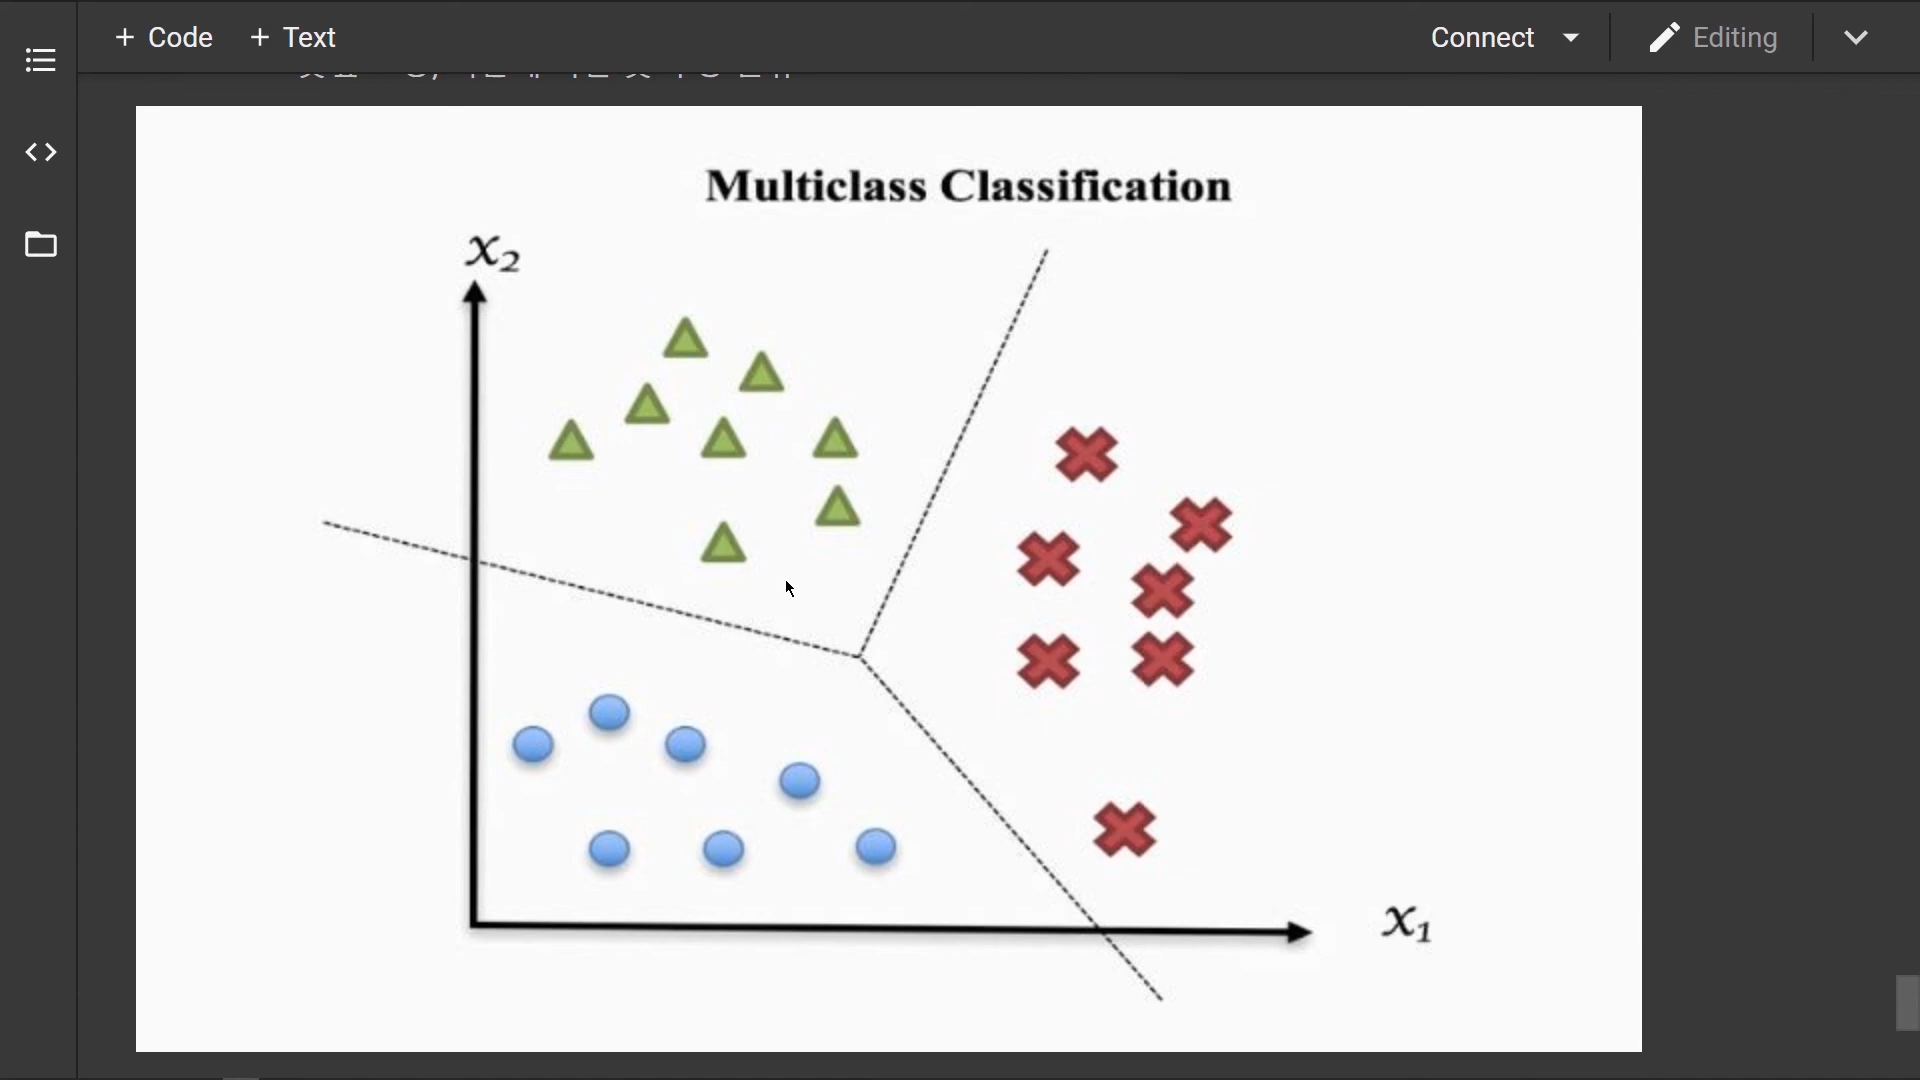 + Code + Text Connect Editing
Multiclass Classification
x₂
x₁